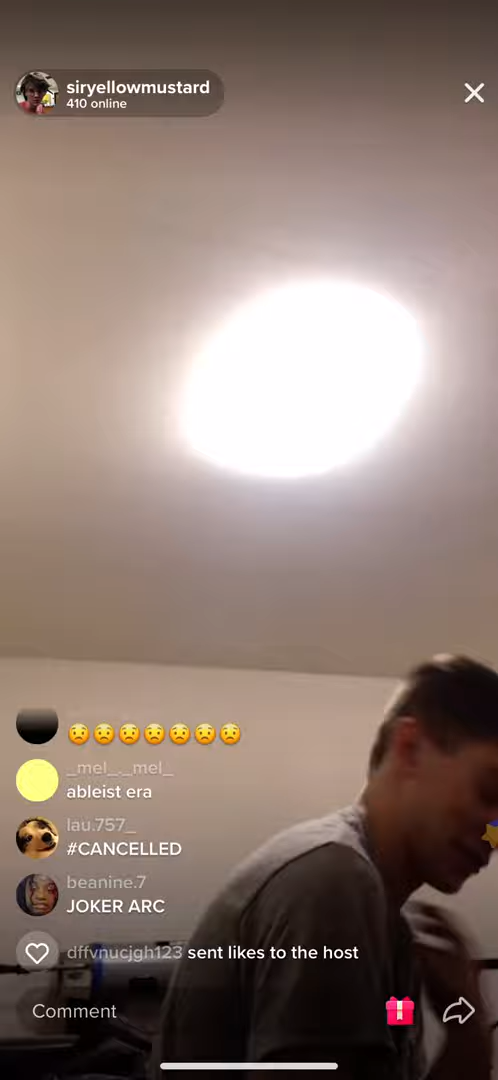 siryellowmustard
410 online
😟😟😟😟😟😟😟
_mel_._mel_
ableist era
lau.757_
#CANCELLED
beanine.7
JOKER ARC
dffvnucjgh123 sent likes to the host
Comment